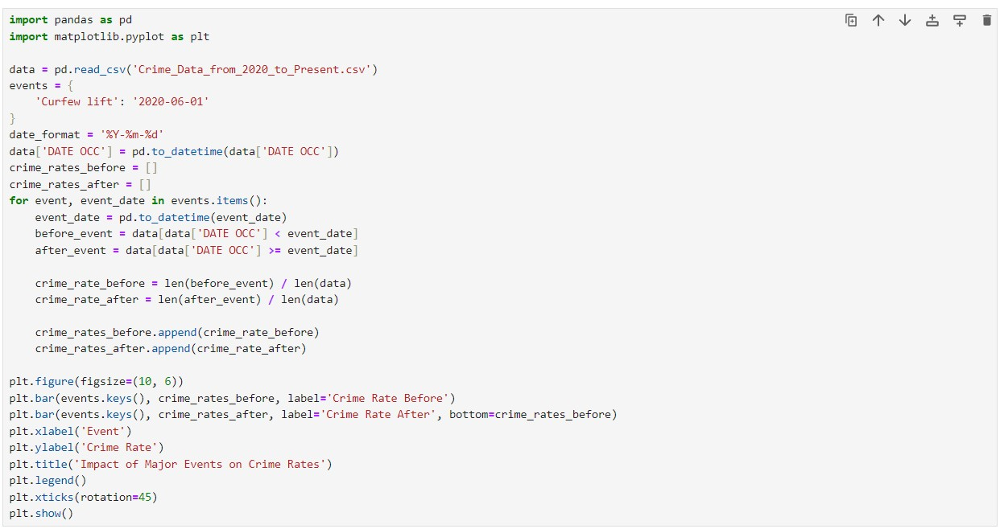 import pandas as pd
import matplotlib.pyplot as plt

data = pd.read_csv('Crime_Data_from_2020_to_Present.csv')
events = {
    'Curfew lift': '2020-06-01'
}
date_format = '%Y-%m-%d'
data['DATE OCC'] = pd.to_datetime(data['DATE OCC'])
crime_rates_before = []
crime_rates_after = []
for event, event_date in events.items():
    event_date = pd.to_datetime(event_date)
    before_event = data[data['DATE OCC'] < event_date]
    after_event = data[data['DATE OCC'] >= event_date]

    crime_rate_before = len(before_event) / len(data)
    crime_rate_after = len(after_event) / len(data)

    crime_rates_before.append(crime_rate_before)
    crime_rates_after.append(crime_rate_after)

plt.figure(figsize=(10, 6))
plt.bar(events.keys(), crime_rates_before, label='Crime Rate Before')
plt.bar(events.keys(), crime_rates_after, label='Crime Rate After', bottom=crime_rates_before)
plt.xlabel('Event')
plt.ylabel('Crime Rate')
plt.title('Impact of Major Events on Crime Rates')
plt.legend()
plt.xticks(rotation=45)
plt.show()